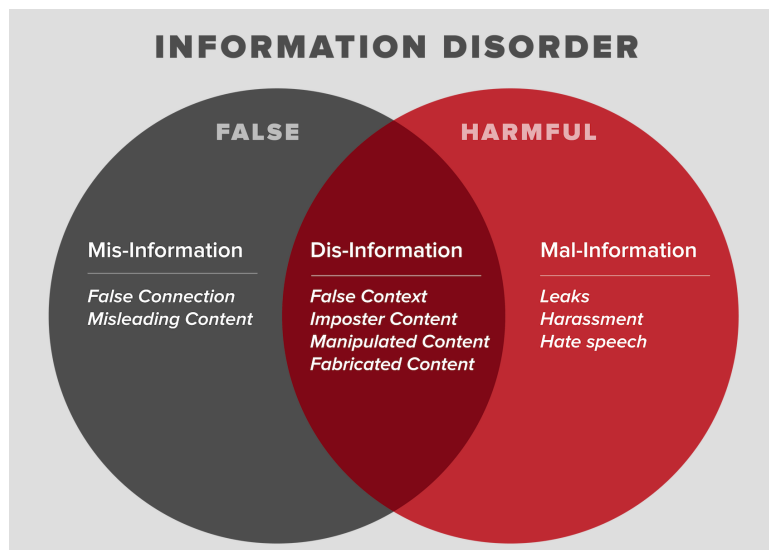 INFORMATION DISORDER
FALSE
HARMFUL
Mis-Information
False Connection
Misleading Content
Dis-Information
False Context
Imposter Content
Manipulated Content
Fabricated Content
Mal-Information
Leaks
Harassment
Hate speech